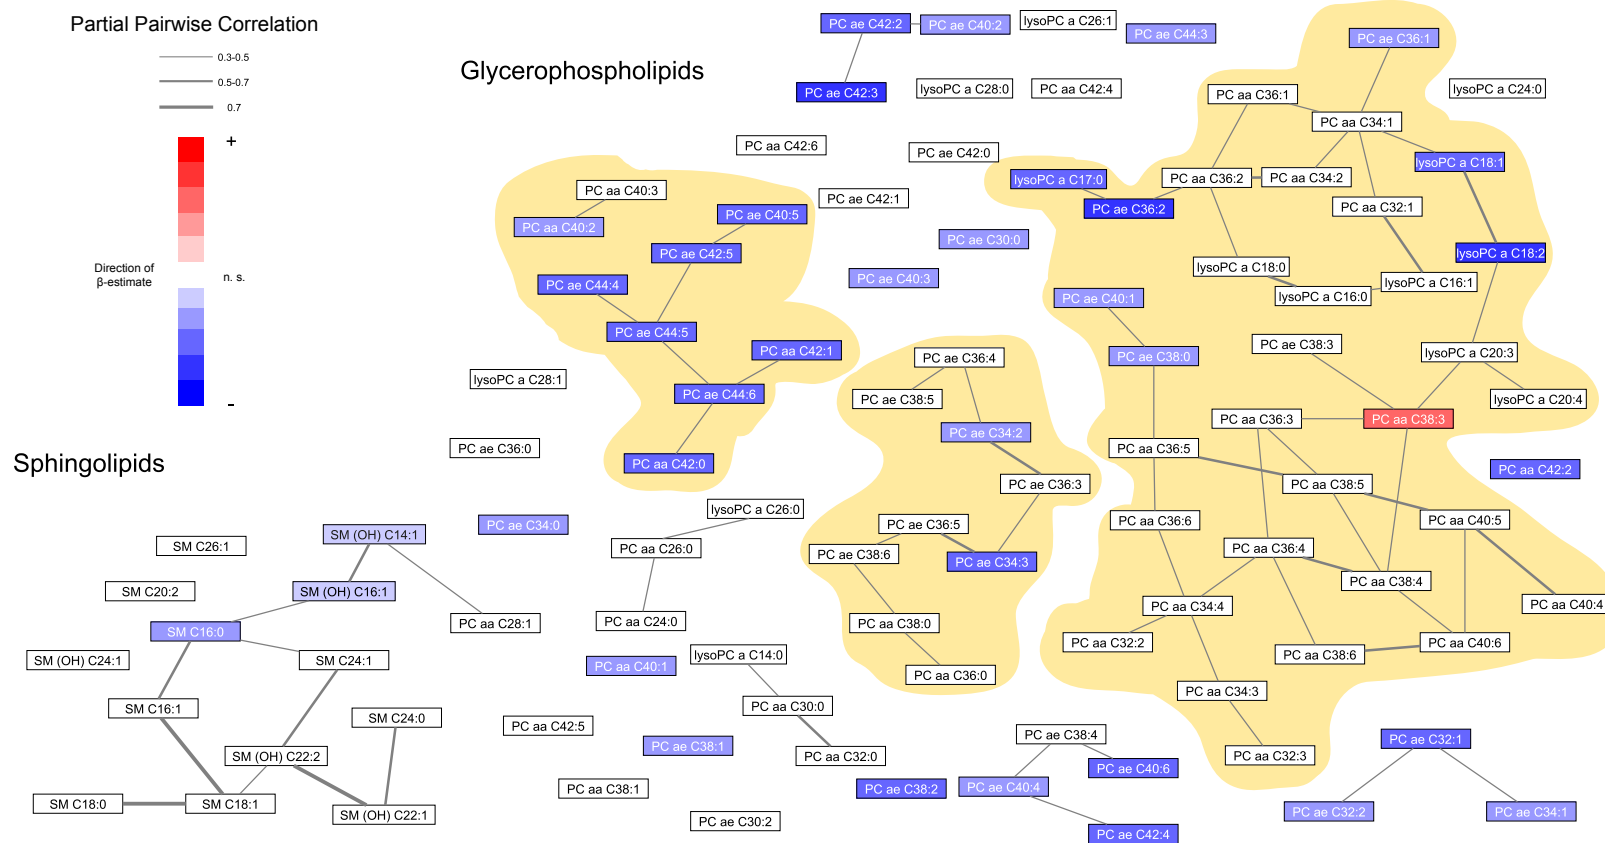 Partial Pairwise Correlation
0.3-0.5
0.5-0.7
0.7
+
Direction of
β-estimate
n. s.
-
Glycerophospholipids
PC ae C42:2
PC ae C40:2
lysoPC a C26:1
PC ae C44:3
PC ae C36:1
PC ae C42:3
lysoPC a C28:0
PC aa C42:4
PC aa C36:1
lysoPC a C24:0
PC aa C34:1
PC aa C42:6
PC ae C42:0
lysoPC a C18:1
lysoPC a C17:0
PC aa C36:2
PC aa C34:2
PC aa C40:3
PC ae C42:1
PC ae C36:2
PC aa C32:1
PC ae C40:5
PC aa C40:2
PC ae C30:0
PC ae C42:5
lysoPC a C18:2
lysoPC a C18:0
PC ae C44:4
PC ae C40:3
lysoPC a C16:1
PC ae C40:1
lysoPC a C16:0
PC ae C44:5
PC aa C42:1
PC ae C36:4
PC ae C38:0
PC ae C38:3
lysoPC a C20:3
lysoPC a C28:1
PC ae C44:6
PC ae C38:5
lysoPC a C20:4
PC ae C34:2
PC aa C36:3
PC aa C38:3
PC ae C36:0
PC aa C36:5
PC aa C42:0
PC aa C42:2
PC ae C36:3
PC aa C38:5
lysoPC a C26:0
PC ae C34:0
PC ae C36:5
PC aa C36:6
PC aa C40:5
PC aa C26:0
PC ae C38:6
PC ae C34:3
PC aa C36:4
PC aa C38:4
PC aa C24:0
PC aa C28:1
PC aa C38:0
PC aa C34:4
PC aa C40:4
PC aa C32:2
PC aa C38:6
PC aa C40:6
PC aa C40:1
lysoPC a C14:0
PC aa C36:0
PC aa C34:3
PC aa C30:0
PC aa C42:5
PC ae C38:1
PC aa C32:0
PC ae C38:4
PC ae C32:1
PC aa C32:3
PC ae C40:6
PC aa C38:1
PC ae C38:2
PC ae C40:4
PC ae C30:2
PC ae C42:4
PC ae C32:2
PC ae C34:1
Sphingolipids
SM C26:1
SM (OH) C14:1
SM C20:2
SM (OH) C16:1
SM C16:0
SM (OH) C24:1
SM C24:1
SM C16:1
SM C24:0
SM (OH) C22:2
SM C18:0
SM C18:1
SM (OH) C22:1